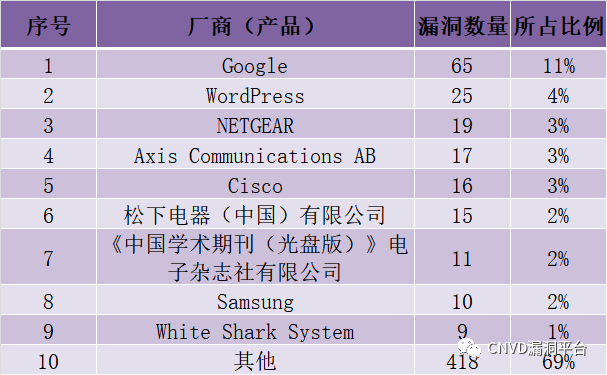 序号 厂商（产品） 漏洞数量 所占比例
1 Google 65 11%
2 WordPress 25 4%
3 NETGEAR 19 3%
4 Axis Communications AB 17 3%
5 Cisco 16 3%
6 松下电器（中国）有限公司 15 2%
7 《中国学术期刊（光盘版）》电 11 2%
子杂志社有限公司
8 Samsung 10 2%
9 White Shark System 9 1%
CNVD漏洞平台
10 其他 418 69%